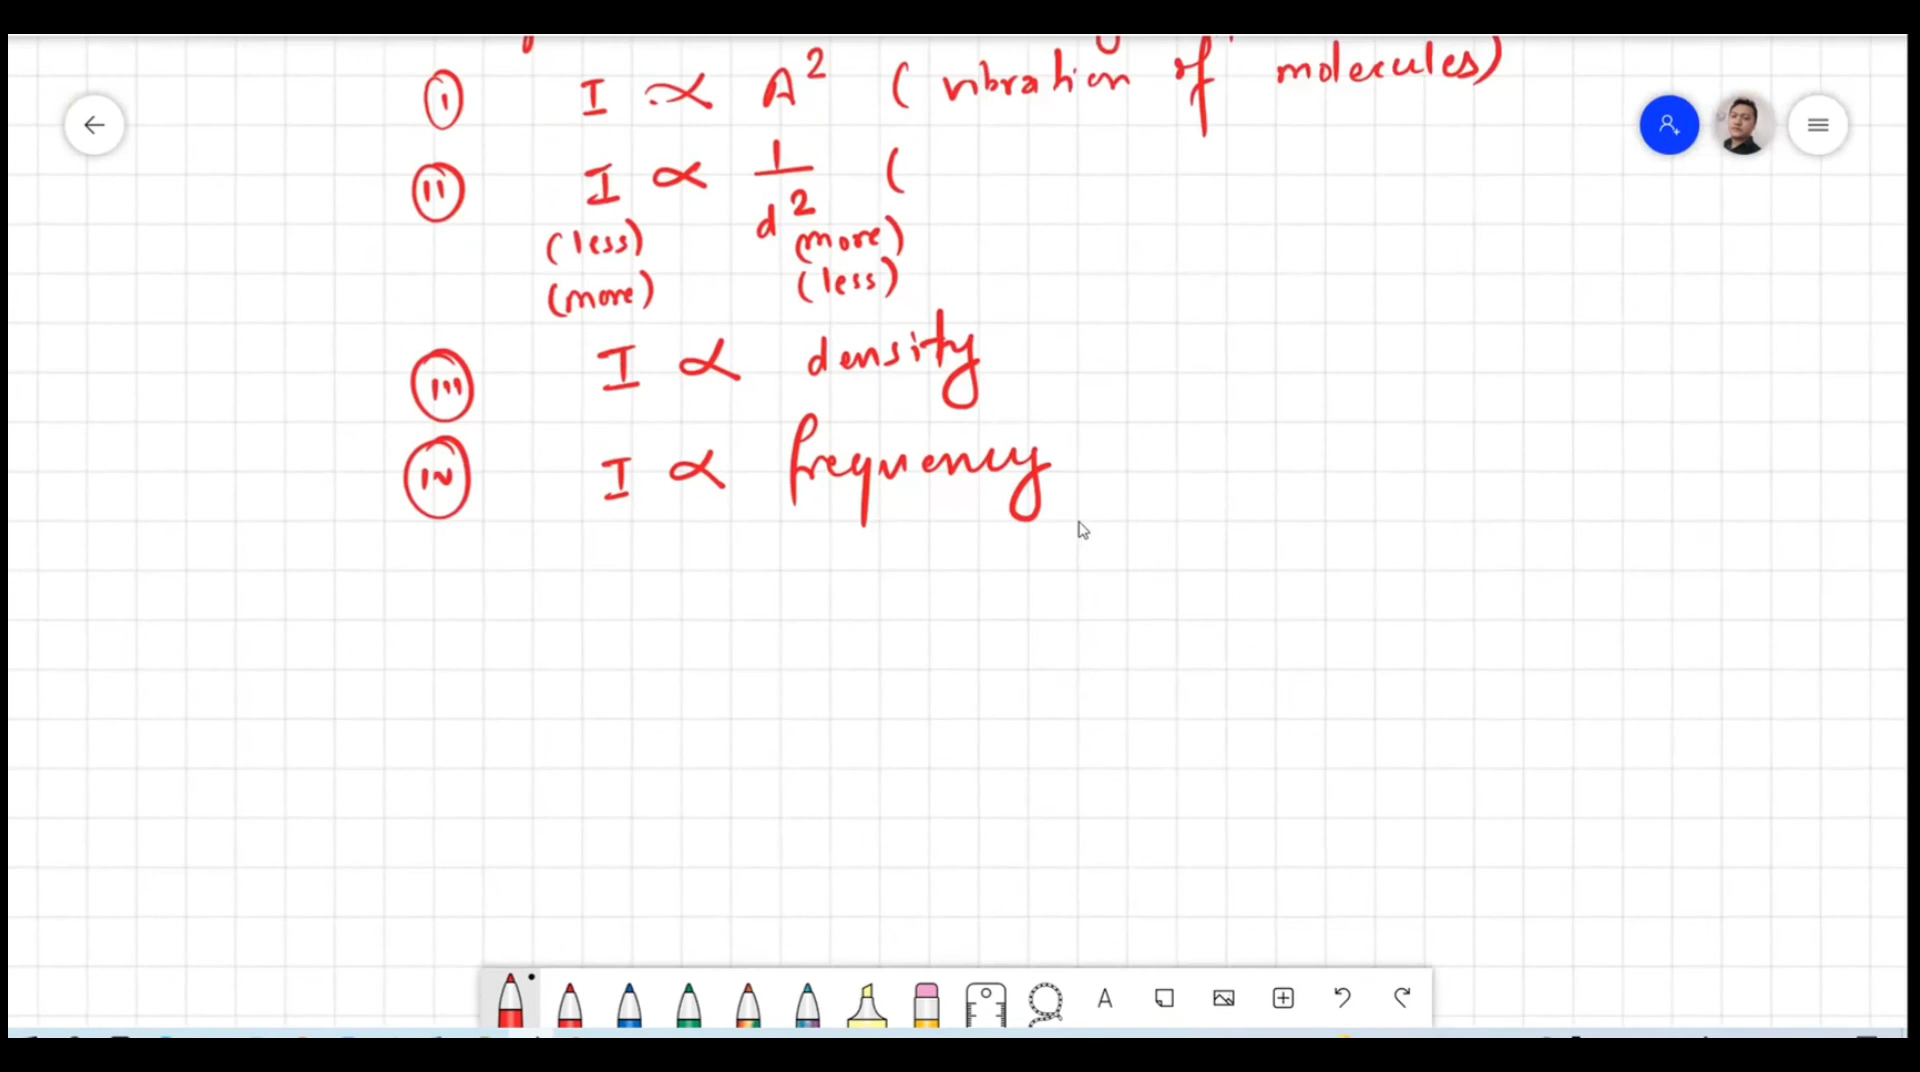 (i) I ∝ A² (vibration of molecules)
(ii) I ∝ 1/d² (
(less) (more)
(more) (less)
(iii) I ∝ density
(iv) I ∝ frequency
A